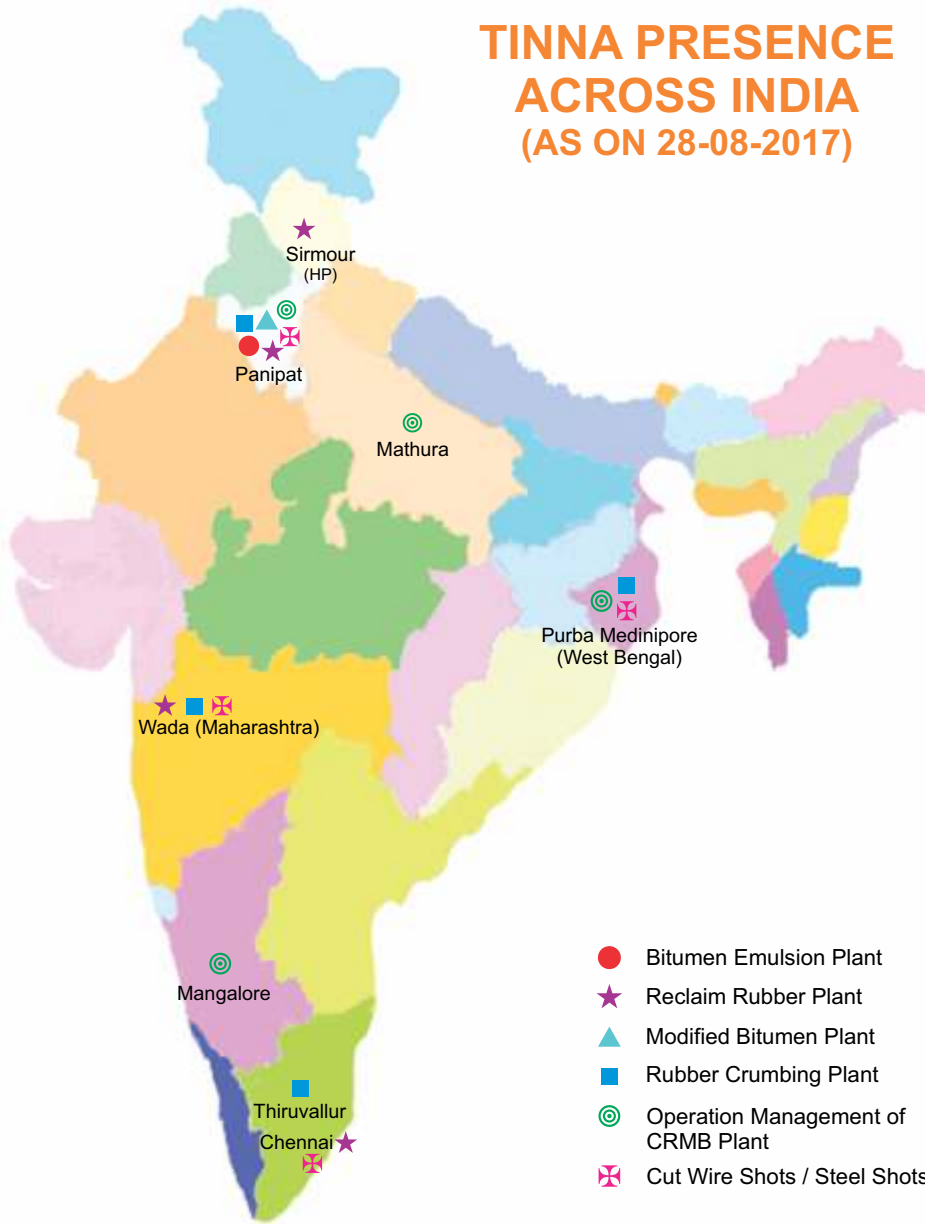 TINNA PRESENCE
ACROSS INDIA
(AS ON 28-08-2017)
Sirmour
(HP)
Panipat
Mathura
Purba Medinipore
(West Bengal)
Wada (Maharashtra)
Mangalore
Thiruvallur
Chennai
Bitumen Emulsion Plant
Reclaim Rubber Plant
Modified Bitumen Plant
Rubber Crumbing Plant
Operation Management of
CRMB Plant
Cut Wire Shots / Steel Shots